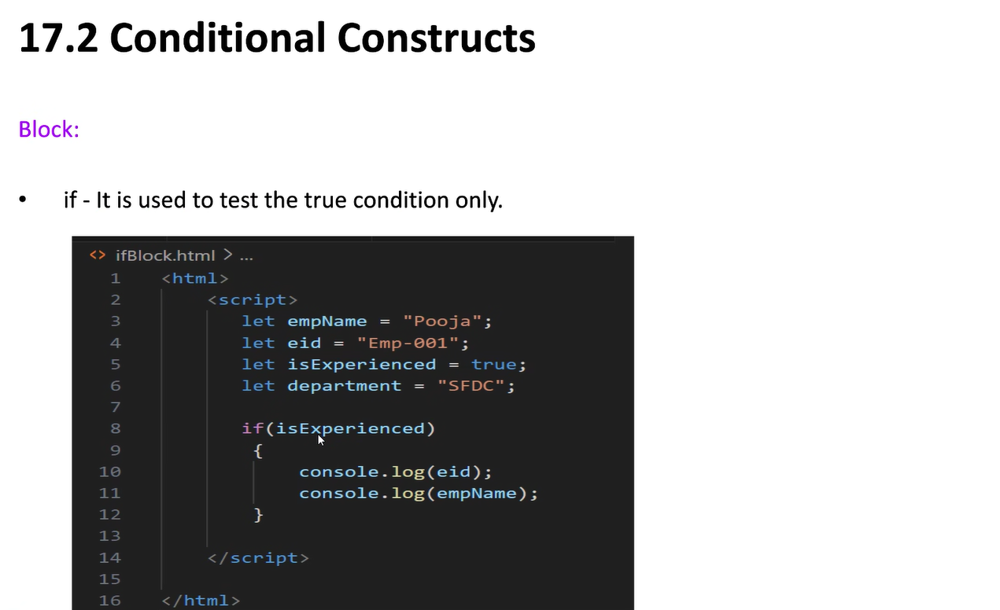 17.2 Conditional Constructs
Block:
• if - It is used to test the true condition only.
<> ifBlock.html > ...
1 <html>
2 <script>
3 let empName = "Pooja";
4 let eid = "Emp-001";
5 let isExperienced = true;
6 let department = "SFDC";
7
8 if(isExperienced)
9 {
10 console.log(eid);
11 console.log(empName);
12 }
13
14 </script>
15
16 </html>